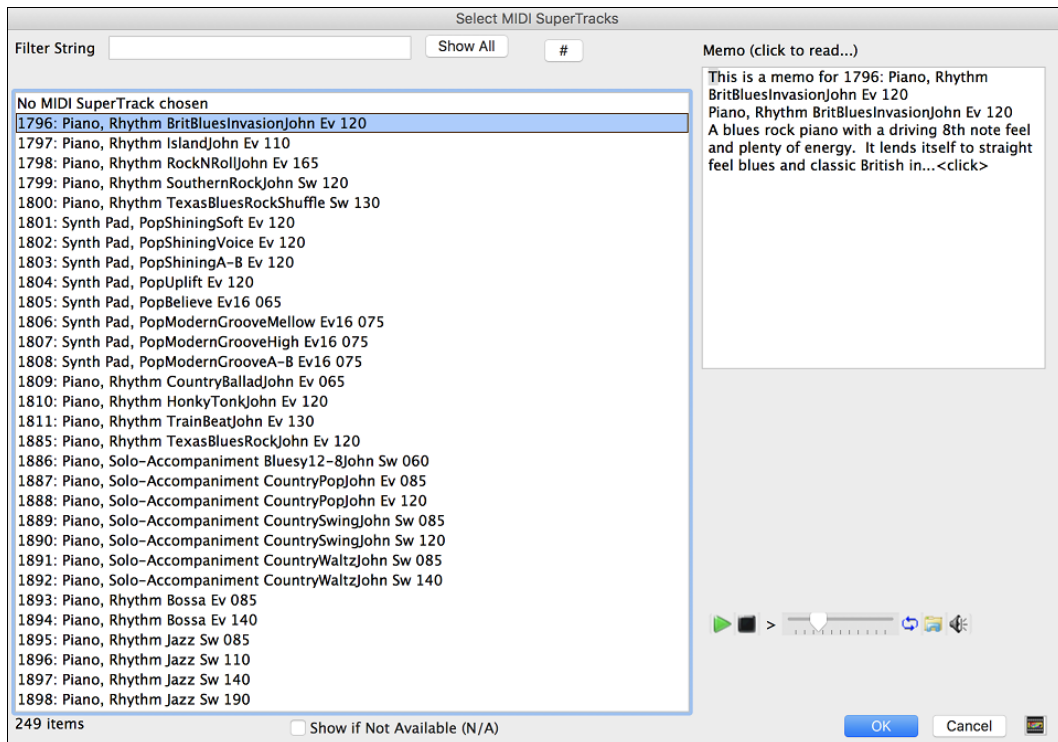 Select MIDI SuperTracks
Filter String
Show All
#
Memo (click to read...)
No MIDI SuperTrack chosen
1796: Piano, Rhythm BritBluesInvasionJohn Ev 120
1797: Piano, Rhythm IslandJohn Ev 110
1798: Piano, Rhythm RockNRollJohn Ev 165
1799: Piano, Rhythm SouthernRockJohn Sw 120
1800: Piano, Rhythm TexasBluesRockShuffle Sw 130
1801: Synth Pad, PopShiningSoft Ev 120
1802: Synth Pad, PopShiningVoice Ev 120
1803: Synth Pad, PopShiningA-B Ev 120
1804: Synth Pad, PopUplift Ev 120
1805: Synth Pad, PopBelieve Ev16 065
1806: Synth Pad, PopModernGrooveMellow Ev16 075
1807: Synth Pad, PopModernGrooveHigh Ev16 075
1808: Synth Pad, PopModernGrooveA-B Ev16 075
1809: Piano, Rhythm CountryBalladJohn Ev 065
1810: Piano, Rhythm HonkyTonkJohn Ev 120
1811: Piano, Rhythm TrainBeatJohn Ev 130
1885: Piano, Rhythm TexasBluesRockJohn Ev 120
1886: Piano, Solo-Accompaniment Bluesy12-8John Sw 060
1887: Piano, Solo-Accompaniment CountryPopJohn Ev 085
1888: Piano, Solo-Accompaniment CountryPopJohn Ev 120
1889: Piano, Solo-Accompaniment CountrySwingJohn Sw 085
1890: Piano, Solo-Accompaniment CountrySwingJohn Sw 120
1891: Piano, Solo-Accompaniment CountryWaltzJohn Sw 085
1892: Piano, Solo-Accompaniment CountryWaltzJohn Sw 140
1893: Piano, Rhythm Bossa Ev 085
1894: Piano, Rhythm Bossa Ev 140
1895: Piano, Rhythm Jazz Sw 085
1896: Piano, Rhythm Jazz Sw 110
1897: Piano, Rhythm Jazz Sw 140
1898: Piano, Rhythm Jazz Sw 190
This is a memo for 1796: Piano, Rhythm
BritBluesInvasionJohn Ev 120
Piano, Rhythm BritBluesInvasionJohn Ev 120
A blues rock piano with a driving 8th note feel
and plenty of energy.  It lends itself to straight
feel blues and classic British in...<click>
>
249 items
Show if Not Available (N/A)
OK
Cancel